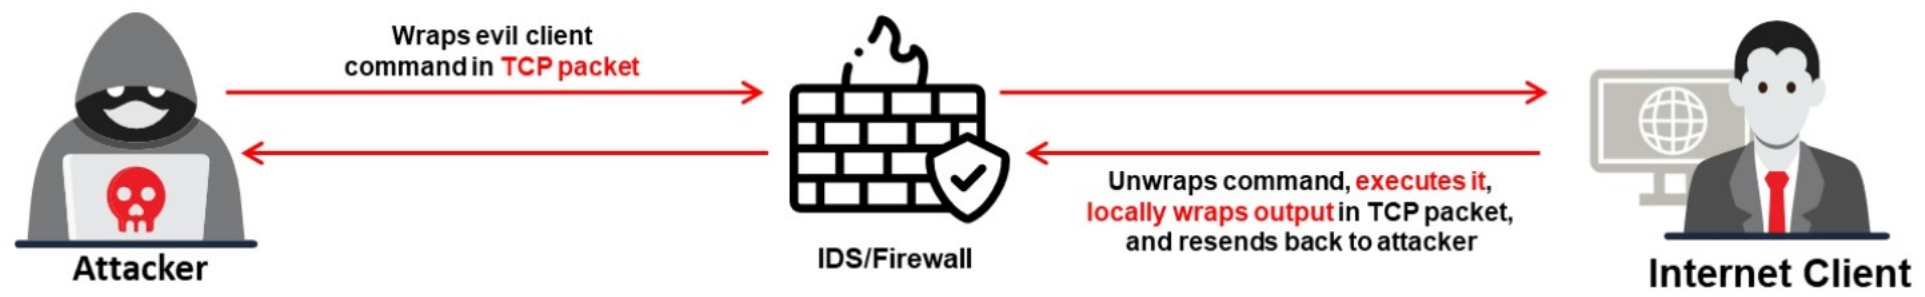 Wraps evil client
command in TCP packet
Unwraps command, executes it,
locally wraps output in TCP packet,
and resends back to attacker
IDS/Firewall
Attacker
Internet Client